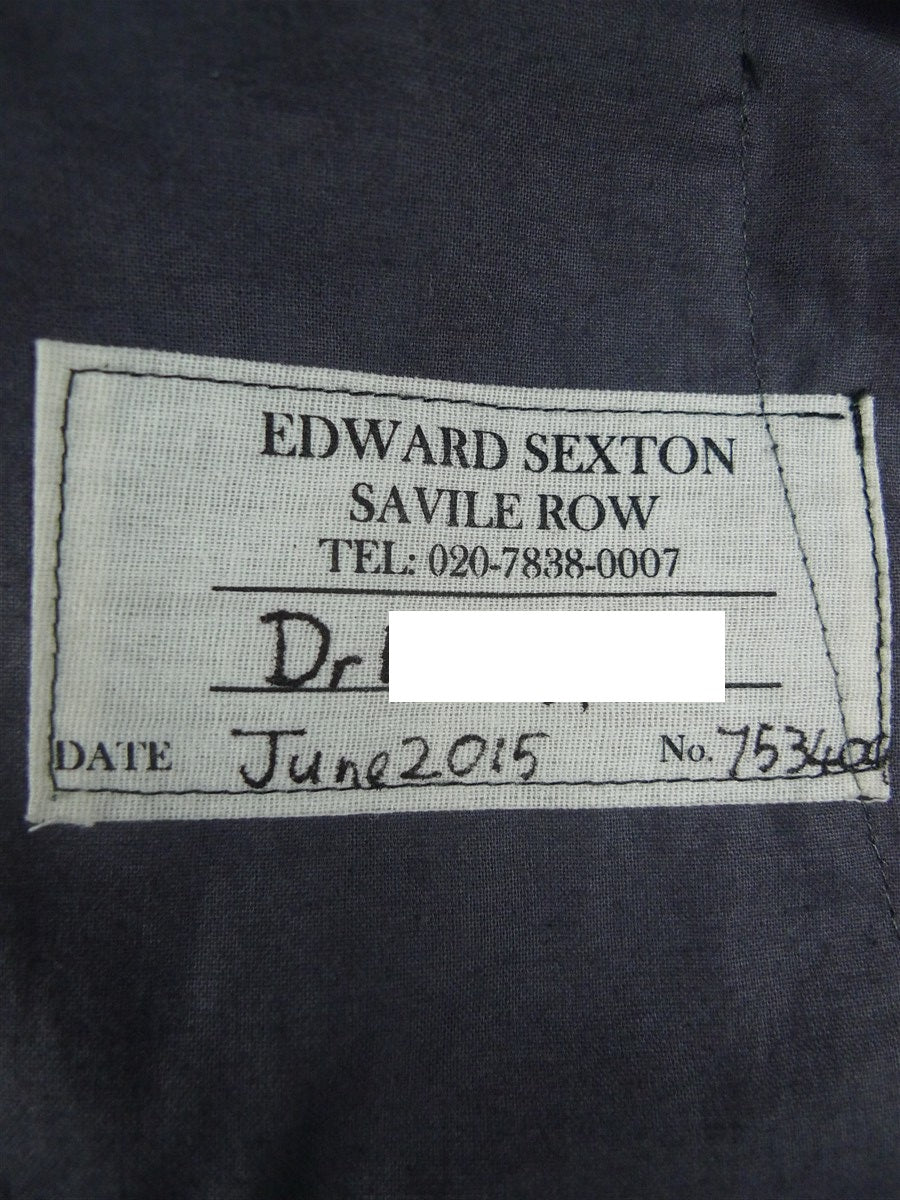 EDWARD SEXTON
SAVILE ROW
TEL: 020-7838-0007
Dr
DATE June 2015 No.